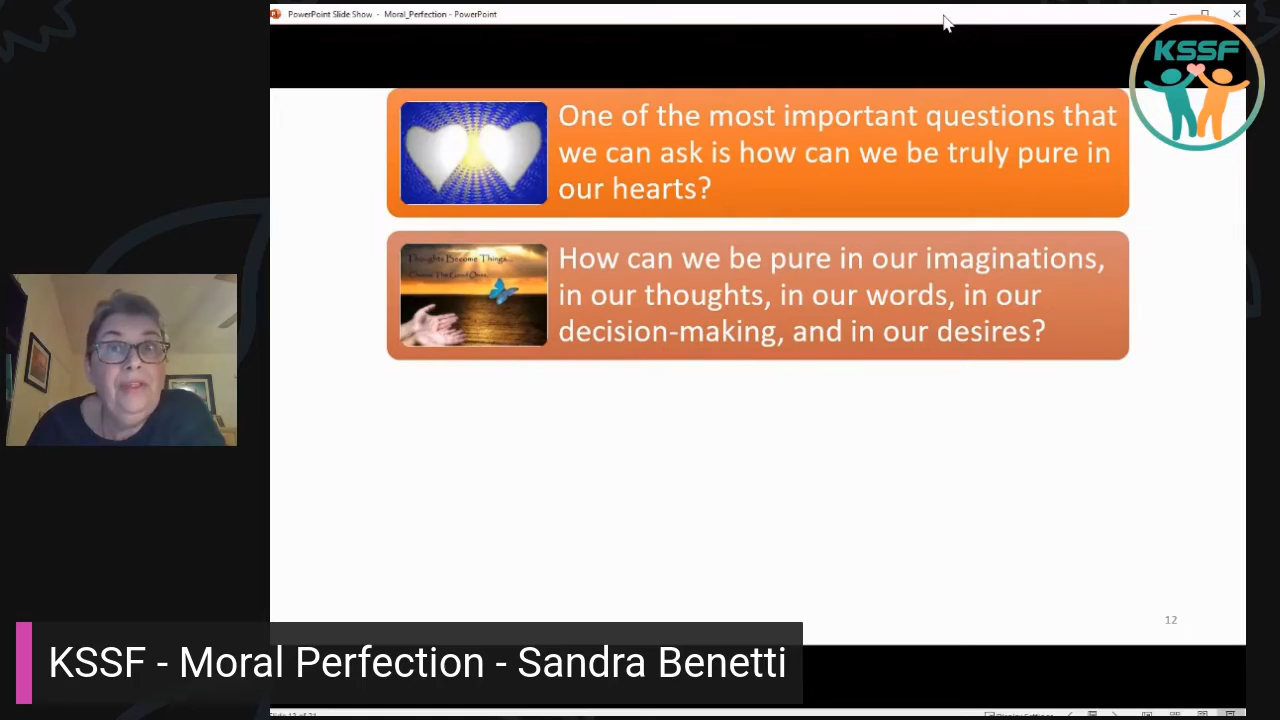 PowerPoint Slide Show - Moral_Perfection - PowerPoint
KSSF
One of the most important questions that
we can ask is how can we be truly pure in
our hearts?
Thoughts Become Things...
How can we be pure in our imaginations,
in our thoughts, in our words, in our
decision-making, and in our desires?
12
KSSF - Moral Perfection - Sandra Benetti